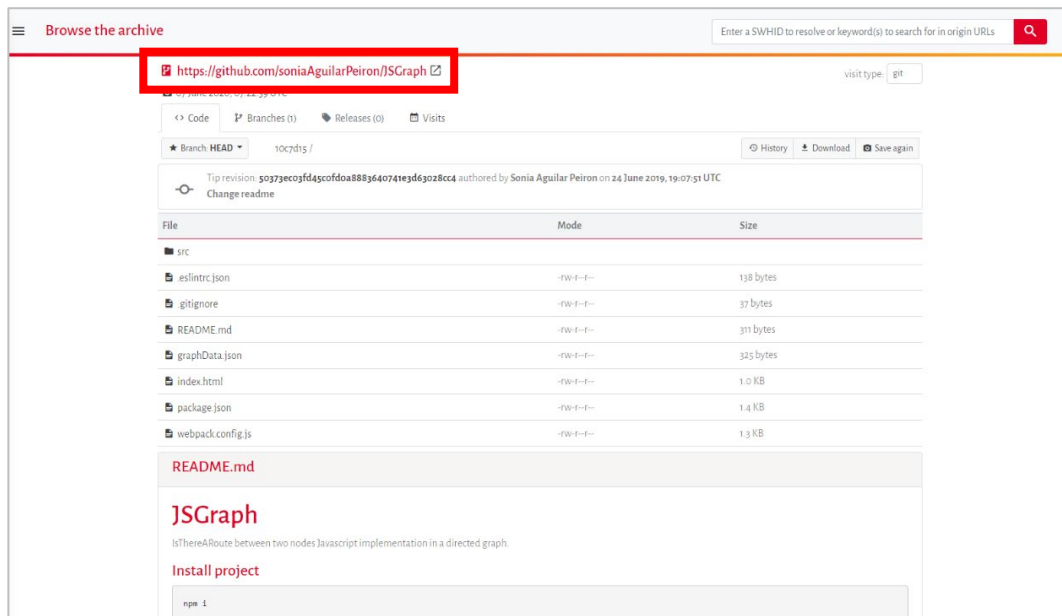 Browse the archive
Enter a SWHID to resolve or keyword(s) to search for in origin URLs
https://github.com/soniaAguilarPeiron/JSGraph
visit type: git
Code Branches (1) Releases (0) Visits
Branch: HEAD 10c7d15 /
History Download Save again
Tip revision: 50373ec03fd45c0fd0a8883640741e3d63028cc4 authored by Sonia Aguilar Peiron on 24 June 2019, 19:07:51 UTC
Change readme
File Mode Size
src
.eslintrc.json -rw-r--r-- 138 bytes
.gitignore -rw-r--r-- 37 bytes
README.md -rw-r--r-- 311 bytes
graphData.json -rw-r--r-- 325 bytes
index.html -rw-r--r-- 1.0 KB
package.json -rw-r--r-- 1.4 KB
webpack.config.js -rw-r--r-- 1.3 KB
README.md
JSGraph
IsThereARoute between two nodes Javascript implementation in a directed graph.
Install project
npm i